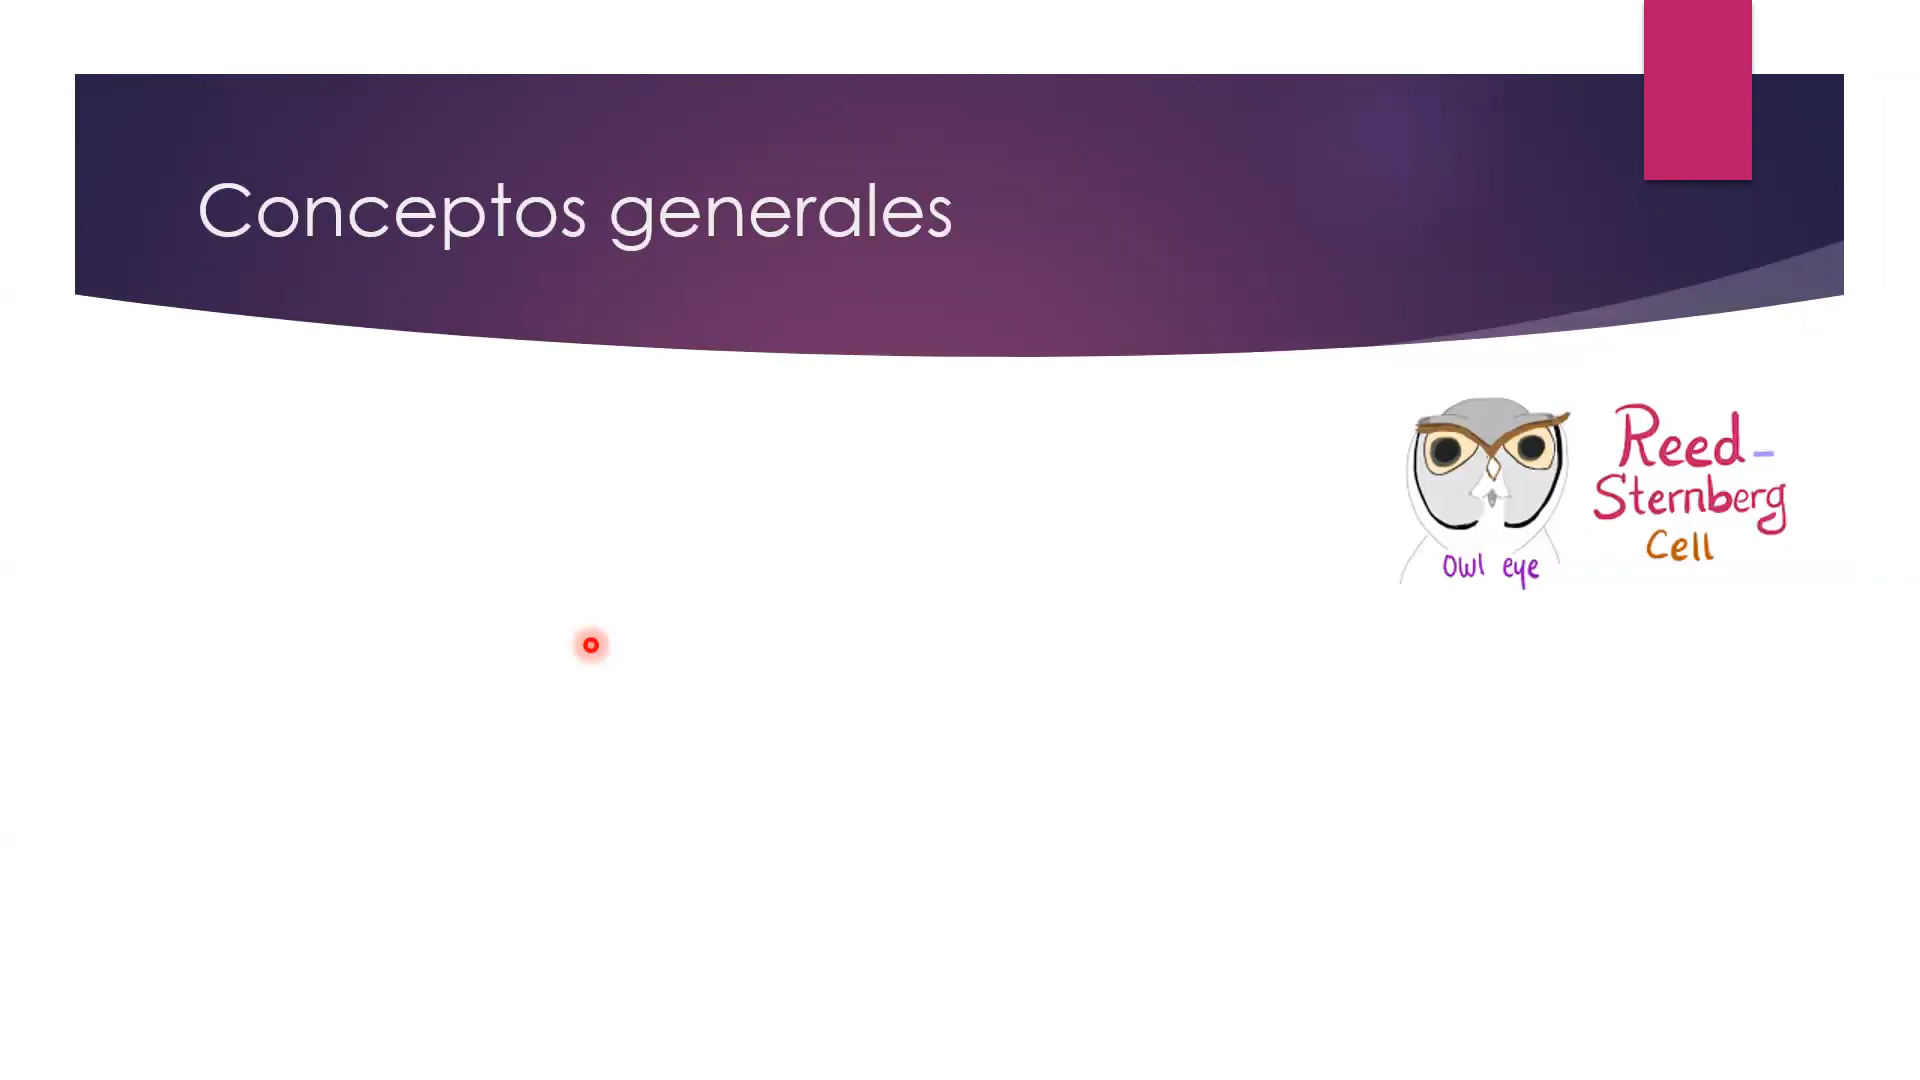 Conceptos generales
Reed-
Sternberg
Cell
Owl eye